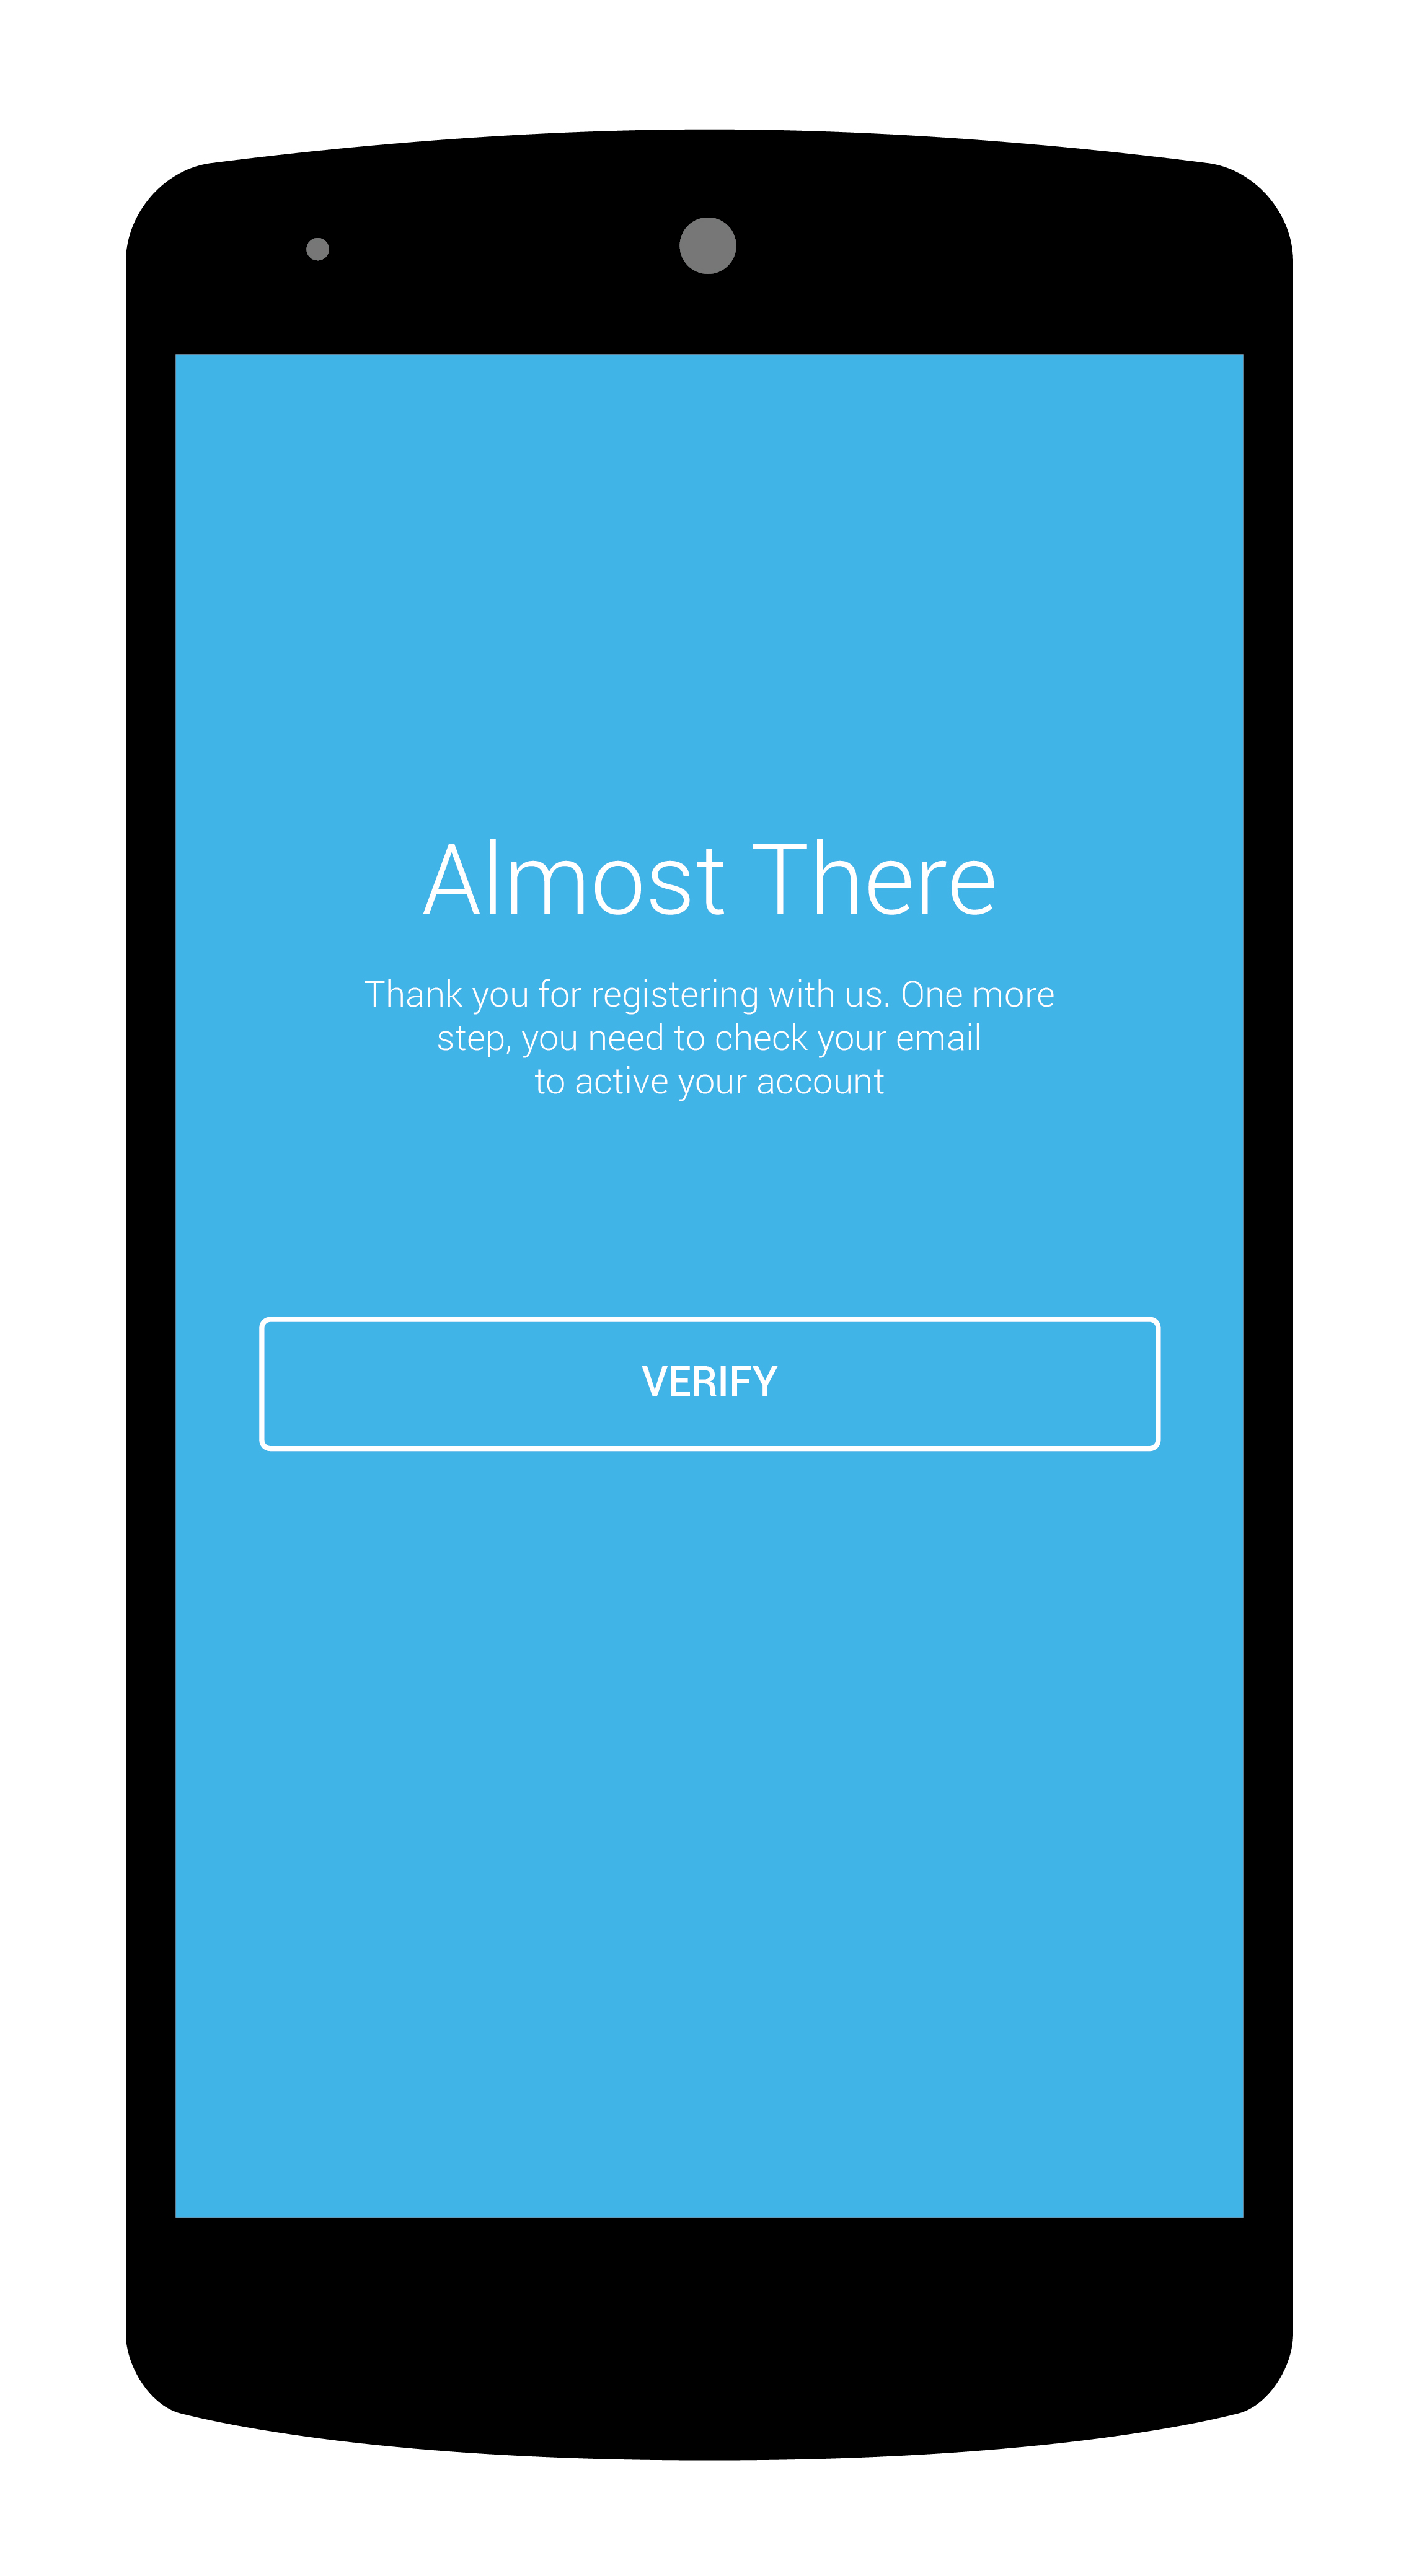 Almost There
Thank you for registering with us. One more
step, you need to check your email
to active your account
VERIFY